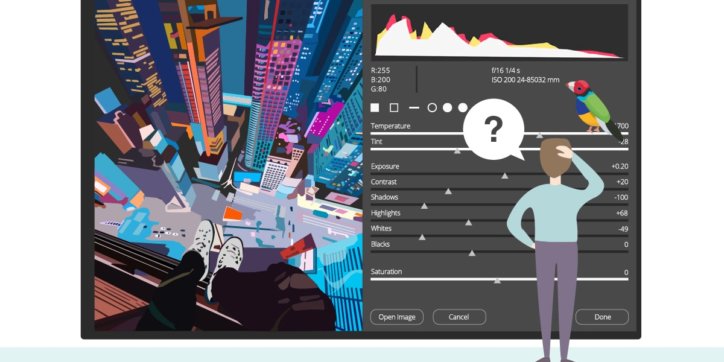 R:255
B:200
G:80
f/16 1/4 s
ISO 200 24-85032 mm
Temperature 700
Tint -28
?
Exposure +0.20
Contrast +20
Shadows -100
Highlights +68
Whites -49
Blacks 0
Saturation 0
Open image Cancel Done